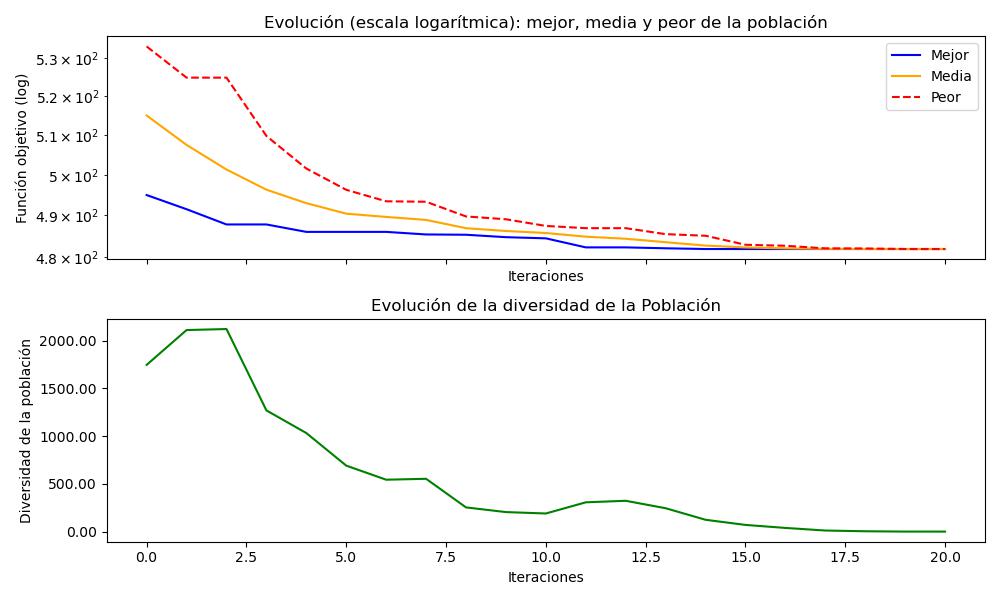 Evolución (escala logarítmica): mejor, media y peor de la población
Función objetivo (log)
5.3 × 10²
5.2 × 10²
5.1 × 10²
5 × 10²
4.9 × 10²
4.8 × 10²
Mejor
Media
Peor
Iteraciones
Evolución de la diversidad de la Población
Diversidad de la población
2000.00
1500.00
1000.00
500.00
0.00
0.0 2.5 5.0 7.5 10.0 12.5 15.0 17.5 20.0
Iteraciones